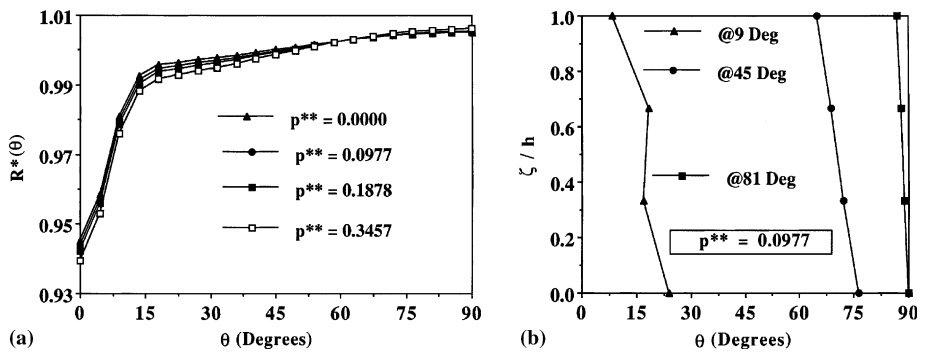 1.01
0.99
0.97
0.95
0.93
R*(θ)
p** = 0.0000
p** = 0.0977
p** = 0.1878
p** = 0.3457
0 15 30 45 60 75 90
(a) θ (Degrees)
1.0
0.8
0.6
0.4
0.2
0.0
ζ / h
@9 Deg
@45 Deg
@81 Deg
p** = 0.0977
0 15 30 45 60 75 90
(b) θ (Degrees)